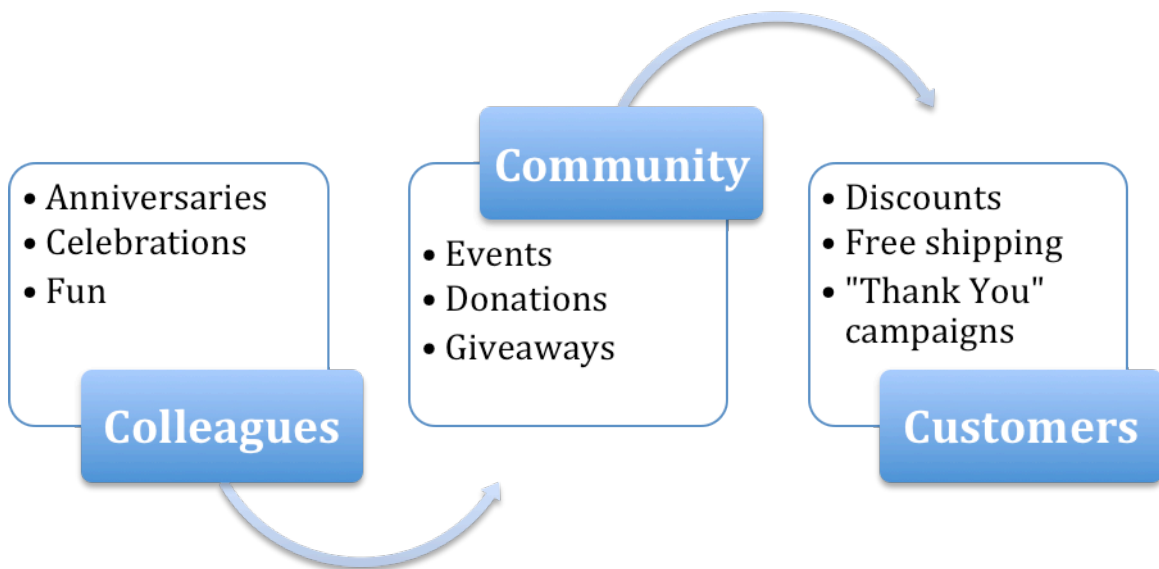 • Anniversaries
• Celebrations
• Fun
Colleagues
Community
• Events
• Donations
• Giveaways
• Discounts
• Free shipping
• "Thank You"
campaigns
Customers